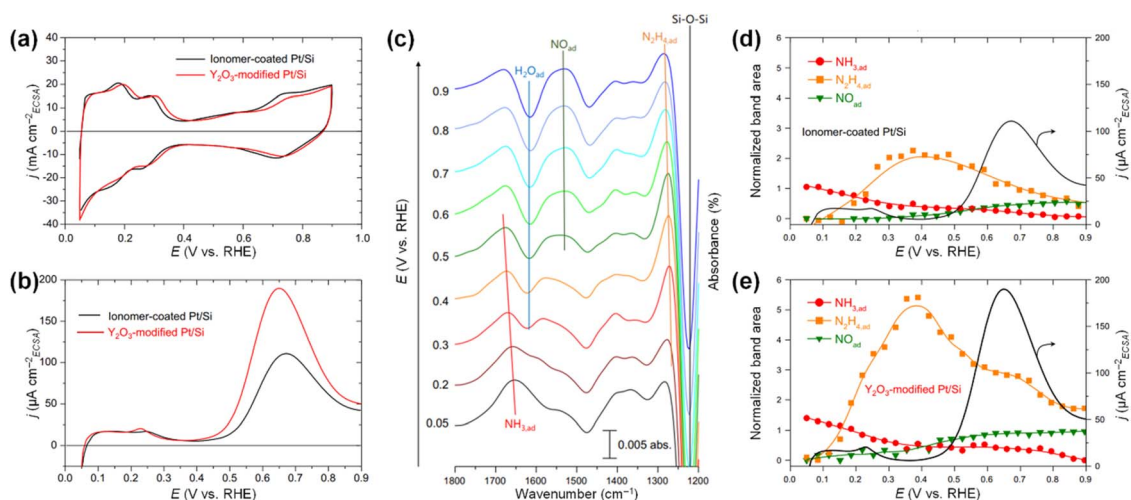 (a)
Ionomer-coated Pt/Si
Y₂O₃-modified Pt/Si
j (mA cm⁻²ECSA)
40
30
20
10
0
-10
-20
-30
-40
0.0 0.2 0.4 0.6 0.8 1.0
E (V vs. RHE)
(b)
Ionomer-coated Pt/Si
Y₂O₃-modified Pt/Si
j (µA cm⁻²ECSA)
200
150
100
50
0
0.0 0.1 0.2 0.3 0.4 0.5 0.6 0.7 0.8 0.9
E (V vs. RHE)
(c)
Si-O-Si
NOad
N₂H₄,ad
H₂Oad
E (V vs. RHE)
0.9
0.8
0.7
0.6
0.5
0.4
0.3
0.2
0.05
NH₃,ad
0.005 abs.
Absorbance (%)
1800 1700 1600 1500 1400 1300 1200
Wavenumber (cm⁻¹)
(d)
NH₃,ad
N₂H₄,ad
NOad
Ionomer-coated Pt/Si
Normalized band area
6
5
4
3
2
1
0
200
150
100
50
0
j (µA cm⁻²ECSA)
0.0 0.1 0.2 0.3 0.4 0.5 0.6 0.7 0.8 0.9
E (V vs. RHE)
(e)
NH₃,ad
N₂H₄,ad
NOad
Y₂O₃-modified Pt/Si
Normalized band area
6
5
4
3
2
1
0
200
150
100
50
0
j (µA cm⁻²ECSA)
0.0 0.1 0.2 0.3 0.4 0.5 0.6 0.7 0.8 0.9
E (V vs. RHE)